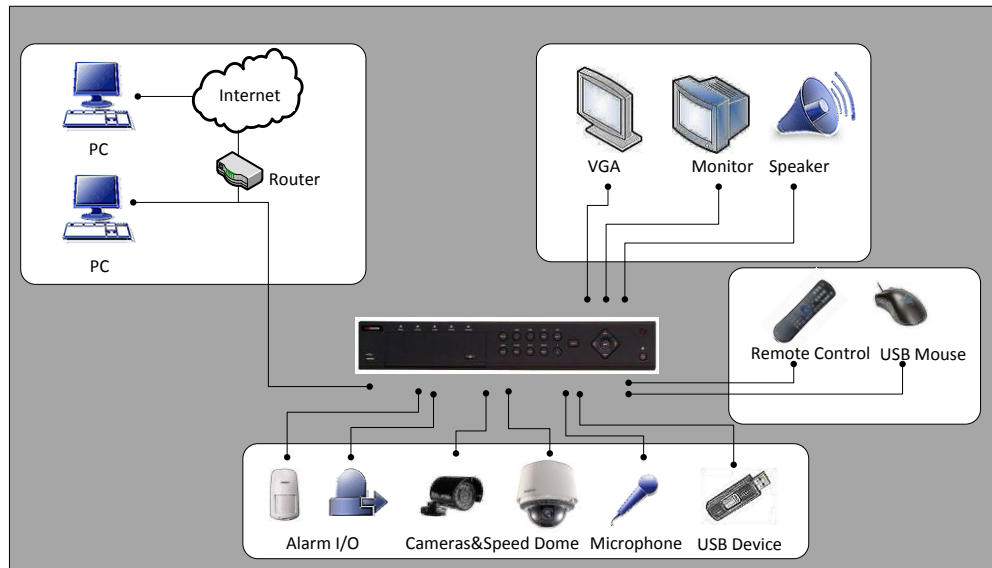 Internet
PC
Router
PC
VGA Monitor Speaker
Remote Control USB Mouse
Alarm I/O Cameras&Speed Dome Microphone USB Device